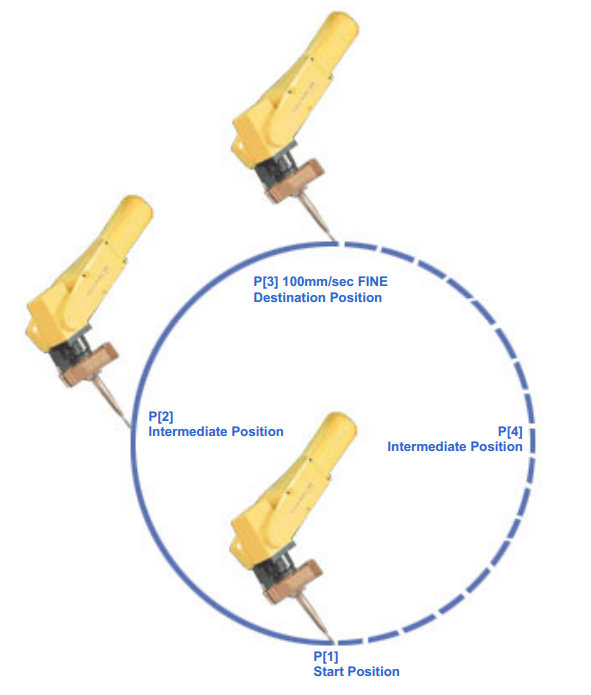 P[3] 100mm/sec FINE
Destination Position
P[2]
Intermediate Position
P[4]
Intermediate Position
P[1]
Start Position